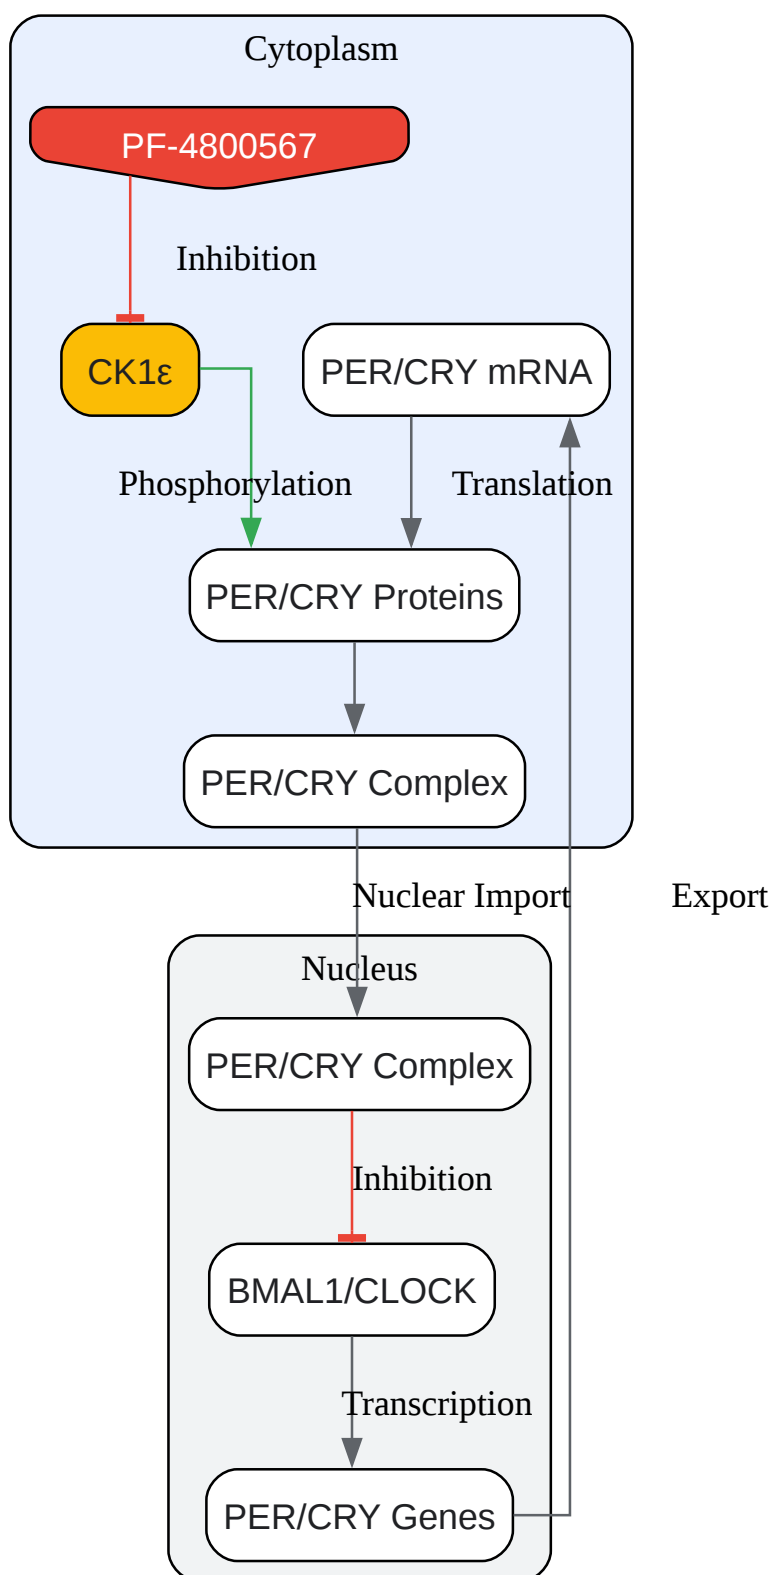 Cytoplasm
PF-4800567
Inhibition
CK1ε
PER/CRY mRNA
Phosphorylation
Translation
PER/CRY Proteins
PER/CRY Complex
Nuclear Import
Export
Nucleus
PER/CRY Complex
Inhibition
BMAL1/CLOCK
Transcription
PER/CRY Genes